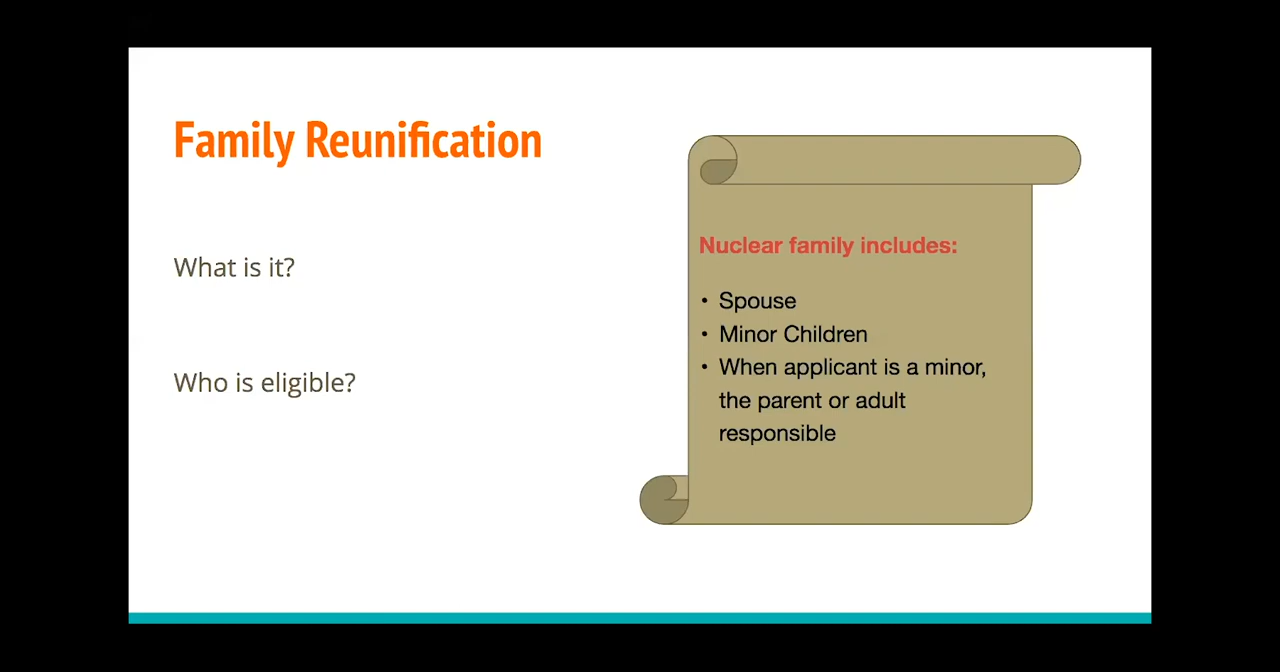 Family Reunification
What is it?
Who is eligible?
Nuclear family includes:
• Spouse
• Minor Children
• When applicant is a minor,
the parent or adult
responsible